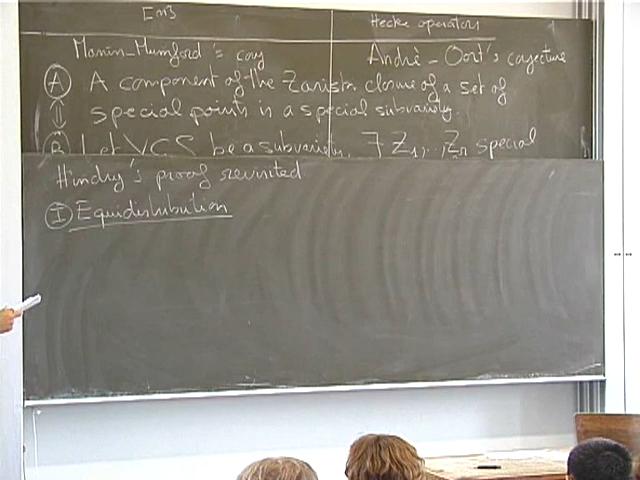 Hecke operators
Manin-Mumford's conj
André-Oort's conjecture
(A) A component of the Zariski closure of a set of
special points is a special subvariety.
(B) Let V⊂S be a subvariety, ∃ Z1,..,Zn special
Hindry's proof revisited
(I) Equidistribution